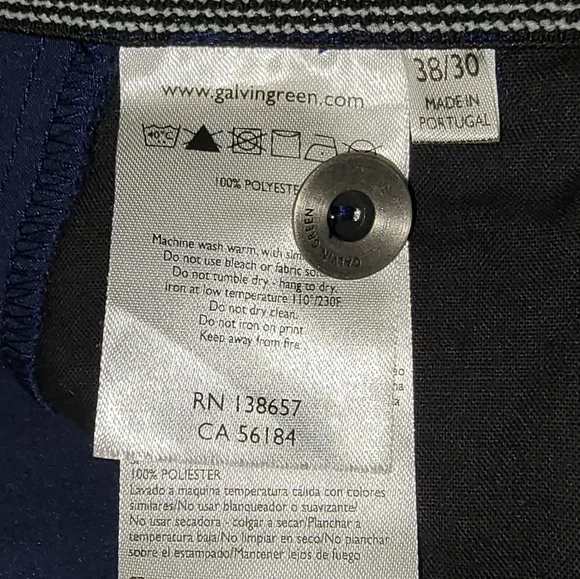 38/30
MADE IN
PORTUGAL
www.galvingreen.com
40°C
100% POLYESTE
GALVIN GREEN
Machine wash warm, with sim
Do not use bleach or fabric so
Do not tumble dry - hang to dry.
Iron at low temperature 110°/230F
Do not dry clean.
Do not iron on print
Keep away from fire
RN 138657
CA 56184
100% POLIESTER
Lavado a maquina temperatura cálida con colores
similares/No usar blanqueador o suavizante/
No usar secadora - colgar a secar/Planchar a
temperatura baja/No limpiar en seco/No planchar
sobre el estampado/Mantener lejos de fuego